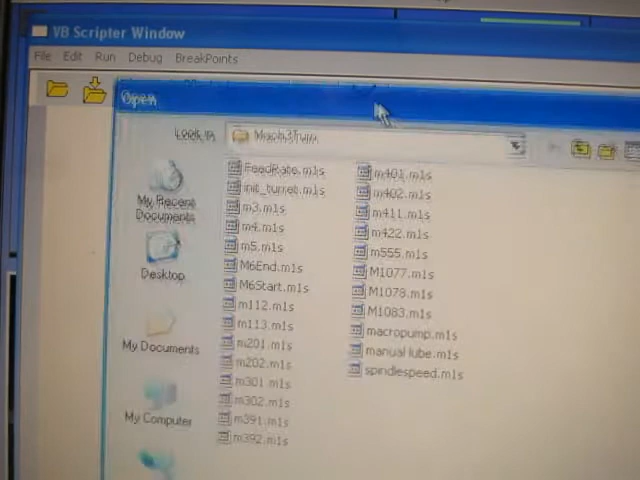 VB Scripter Window
File Edit Run Debug BreakPoints
Open
Look in: Mach3Turn
My Recent Documents
Desktop
My Documents
My Computer
FeedRate.m1s
init_turret.m1s
m3.m1s
m4.m1s
m5.m1s
M6End.m1s
M6Start.m1s
m112.m1s
m113.m1s
m201.m1s
m202.m1s
m301.m1s
m302.m1s
m391.m1s
m392.m1s
m401.m1s
m402.m1s
m411.m1s
m422.m1s
m555.m1s
M1077.m1s
M1078.m1s
M1083.m1s
macropump.m1s
manual lube.m1s
spindlespeed.m1s